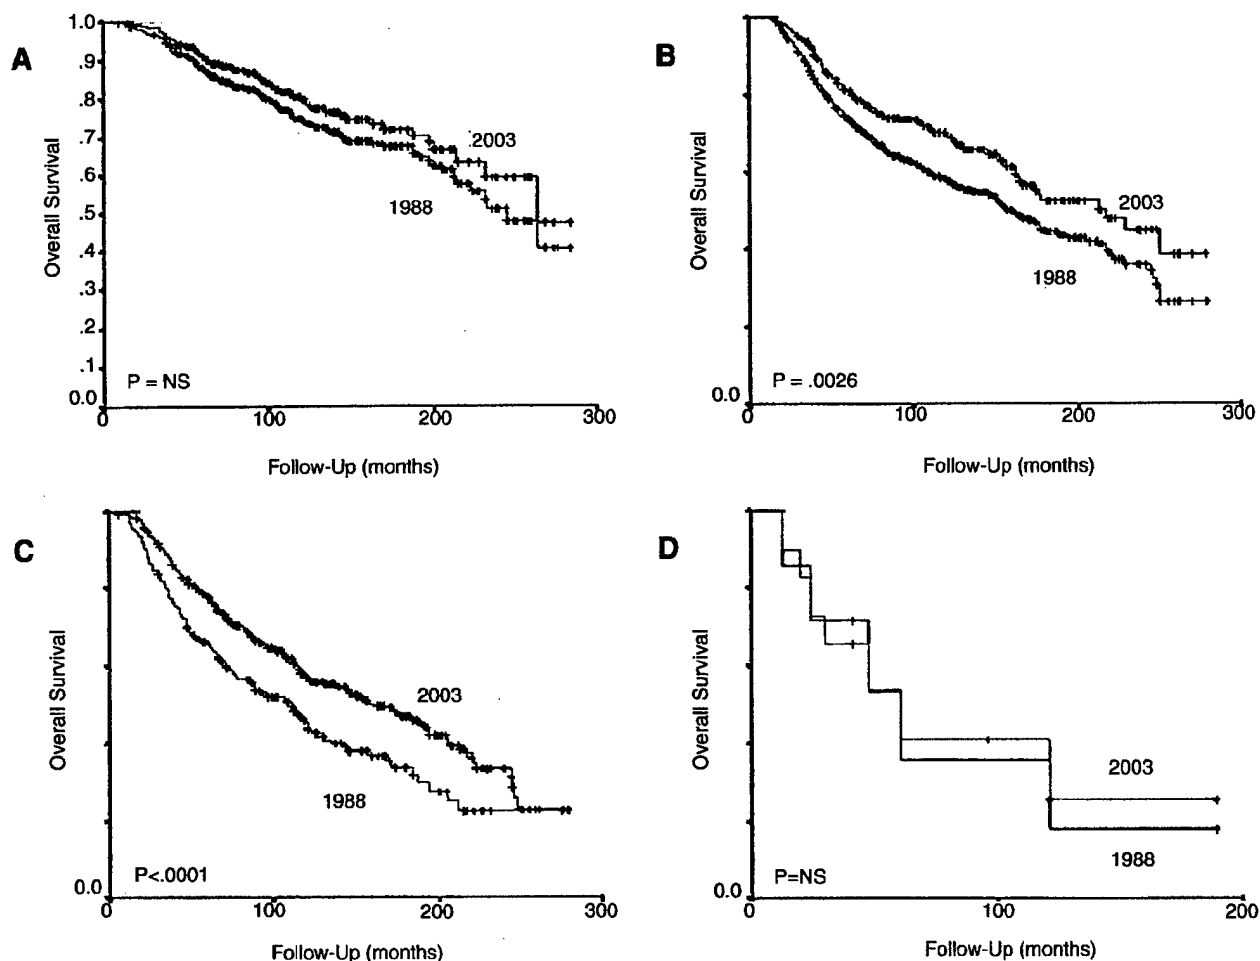 A
Overall Survival
1.0
.9
.8
.7
.6
.5
.4
.3
.2
.1
0.0
2003
1988
P = NS
0
100
200
300
Follow-Up (months)
B
Overall Survival
0.0
2003
1988
P = .0026
0
100
200
300
Follow-Up (months)
C
Overall Survival
0.0
2003
1988
P<.0001
0
100
200
300
Follow-Up (months)
D
Overall Survival
0.0
2003
1988
P=NS
0
100
200
Follow-Up (months)